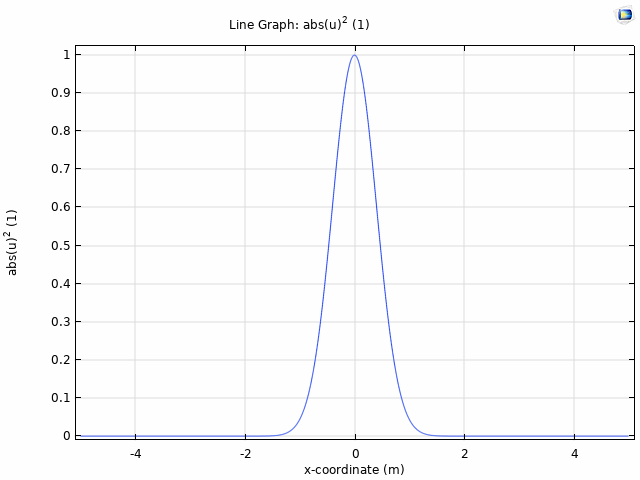 Line Graph: abs(u)² (1)
1
0.9
0.8
0.7
0.6
0.5
0.4
0.3
0.2
0.1
0
abs(u)² (1)
-4 -2 0 2 4
x-coordinate (m)